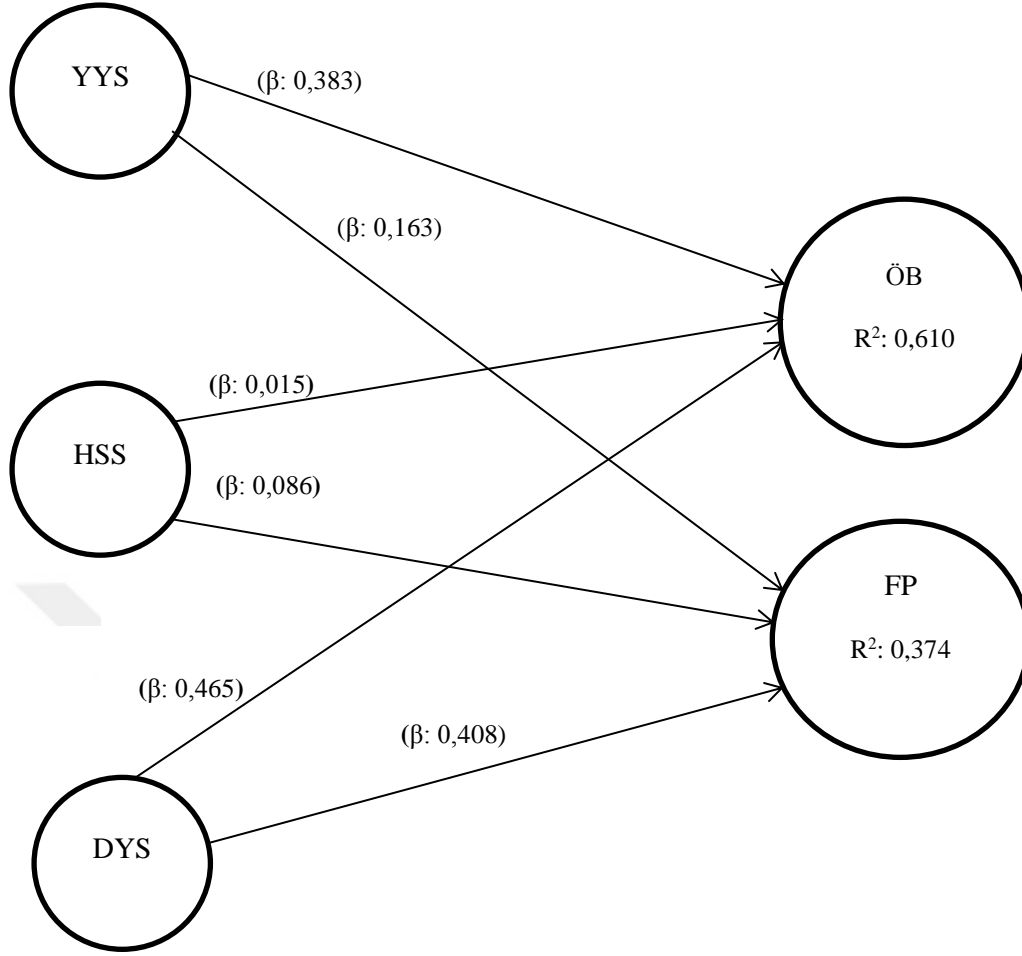 YYS
(β: 0,383)
(β: 0,163)
ÖB
R²: 0,610
(β: 0,015)
HSS
(β: 0,086)
FP
R²: 0,374
(β: 0,465)
(β: 0,408)
DYS